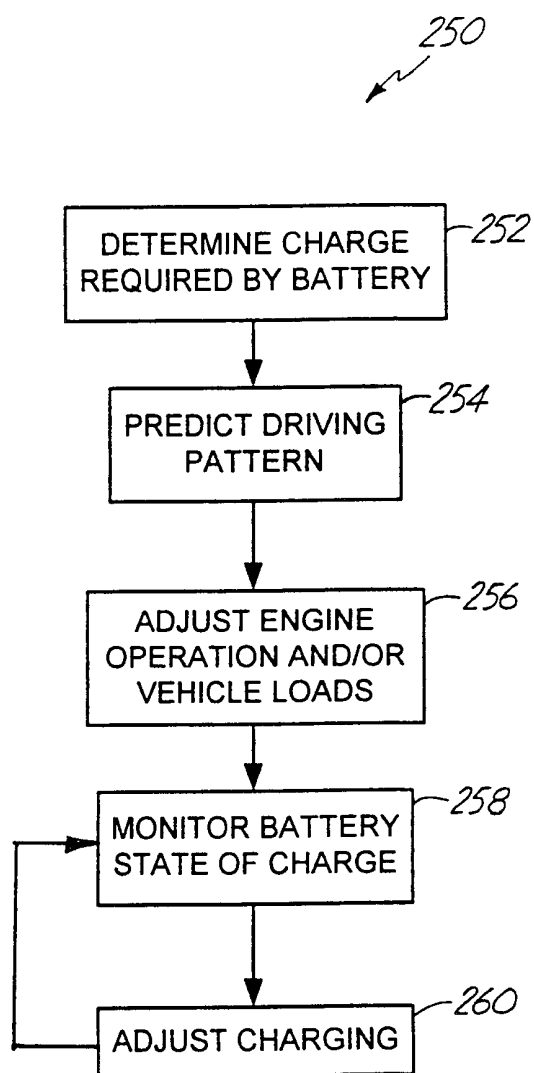 250
DETERMINE CHARGE
REQUIRED BY BATTERY
252
PREDICT DRIVING
PATTERN
254
ADJUST ENGINE
OPERATION AND/OR
VEHICLE LOADS
256
MONITOR BATTERY
STATE OF CHARGE
258
ADJUST CHARGING
260